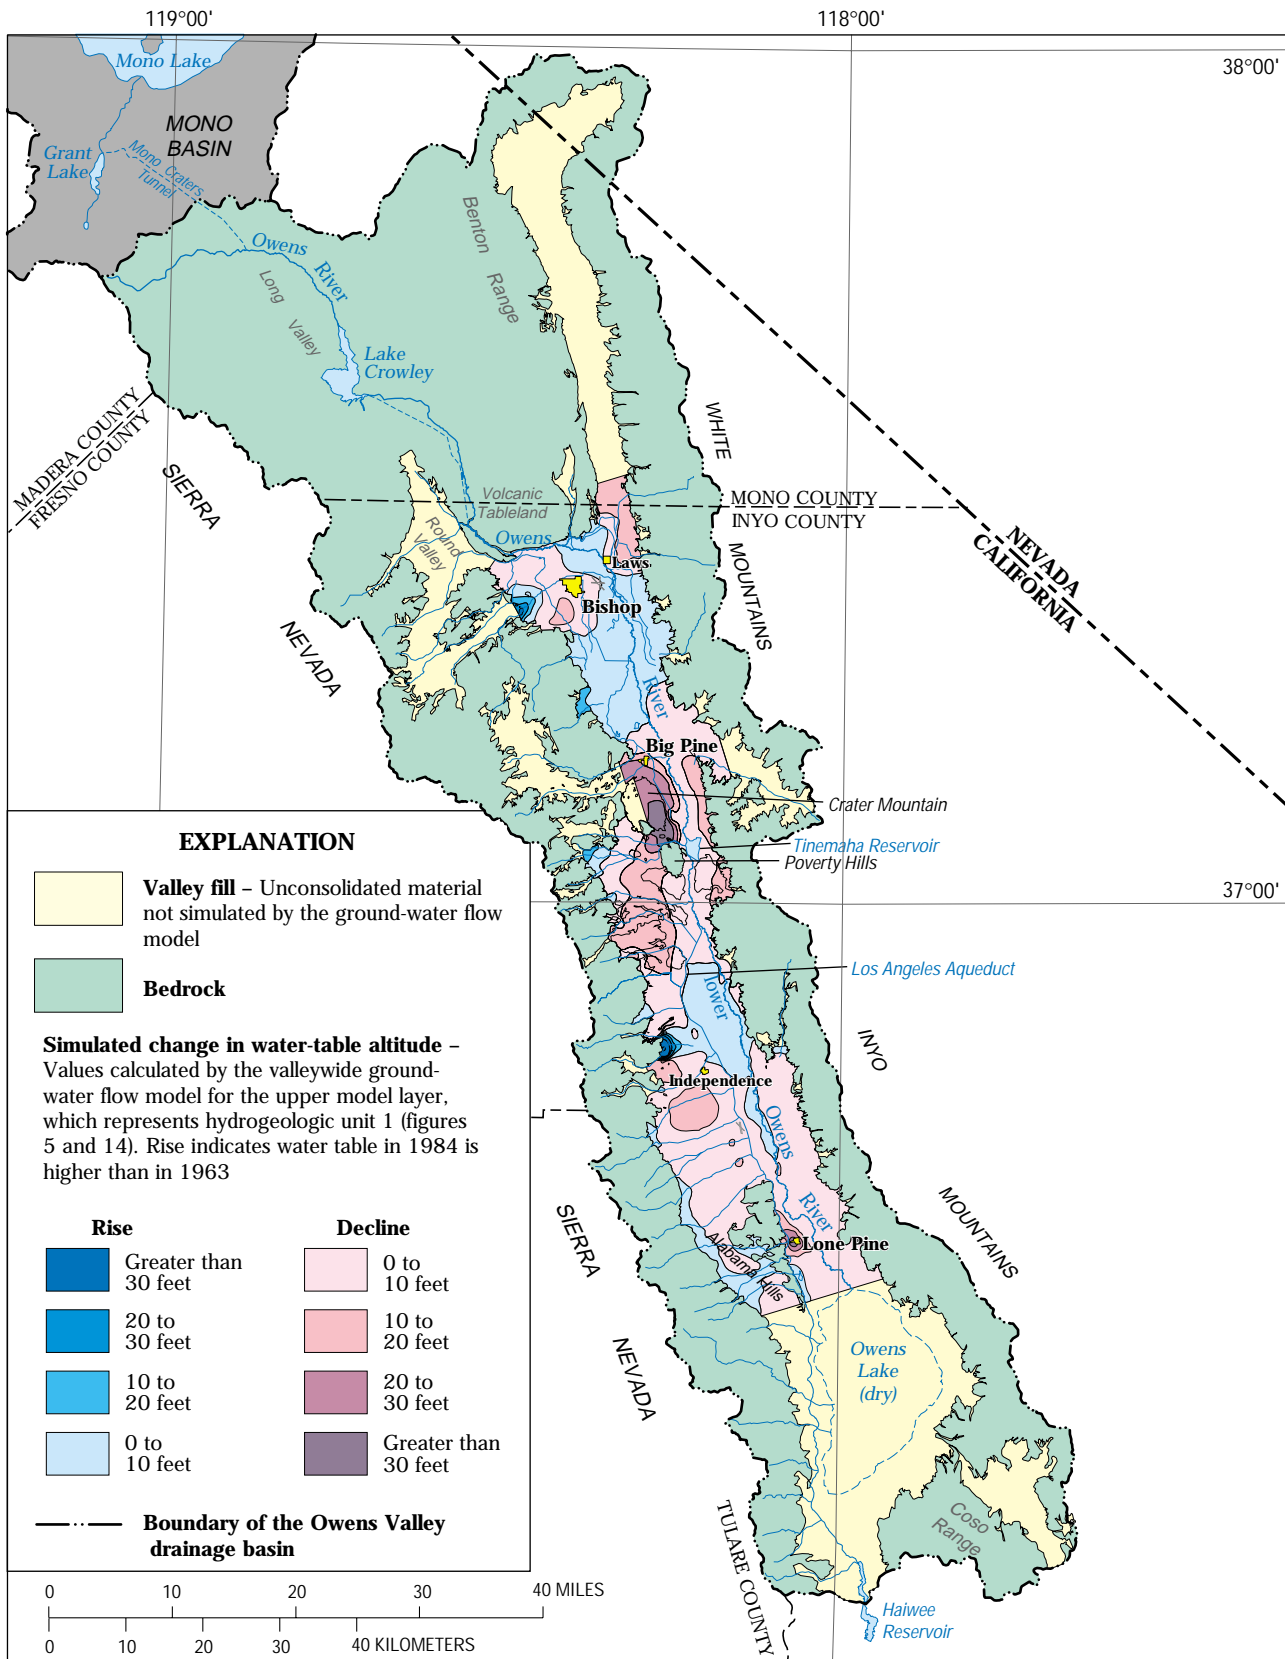 119°00'
118°00'
38°00'
Mono Lake
MONO
BASIN
Grant
Lake
Mono Craters
Tunnel
Owens
River
Long
Valley
Benton
Range
Lake
Crowley
MADERA COUNTY
FRESNO COUNTY
SIERRA
WHITE
Volcanic
Tableland
MONO COUNTY
INYO COUNTY
Round
Valley
Owens
Laws
NEVADA
CALIFORNIA
MOUNTAINS
Bishop
NEVADA
River
Big Pine
Crater Mountain
Tinemaha Reservoir
Poverty Hills
37°00'
Los Angeles Aqueduct
lower
INYO
Independence
Owens
River
MOUNTAINS
SIERRA
Alabama Hills
Lone Pine
NEVADA
Owens
Lake
(dry)
Coso
Range
TULARE COUNTY
Haiwee
Reservoir
EXPLANATION
Valley fill – Unconsolidated material
not simulated by the ground-water flow
model
Bedrock
Simulated change in water-table altitude –
Values calculated by the valleywide ground-
water flow model for the upper model layer,
which represents hydrogeologic unit 1 (figures
5 and 14). Rise indicates water table in 1984 is
higher than in 1963
Rise
Greater than
30 feet
20 to
30 feet
10 to
20 feet
0 to
10 feet
Decline
0 to
10 feet
10 to
20 feet
20 to
30 feet
Greater than
30 feet
Boundary of the Owens Valley
drainage basin
0 10 20 30 40 MILES
0 10 20 30 40 KILOMETERS